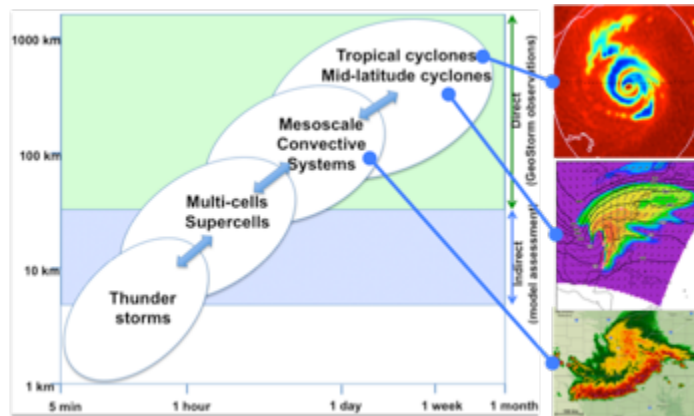 1000 km
100 km
10 km
1 km
Tropical cyclones
Mid-latitude cyclones
Mesoscale
Convective
Systems
Multi-cells
Supercells
Thunder
storms
Direct
(GeoStorm observations)
Indirect
(model assessment)
5 min
1 hour
1 day
1 week
1 month